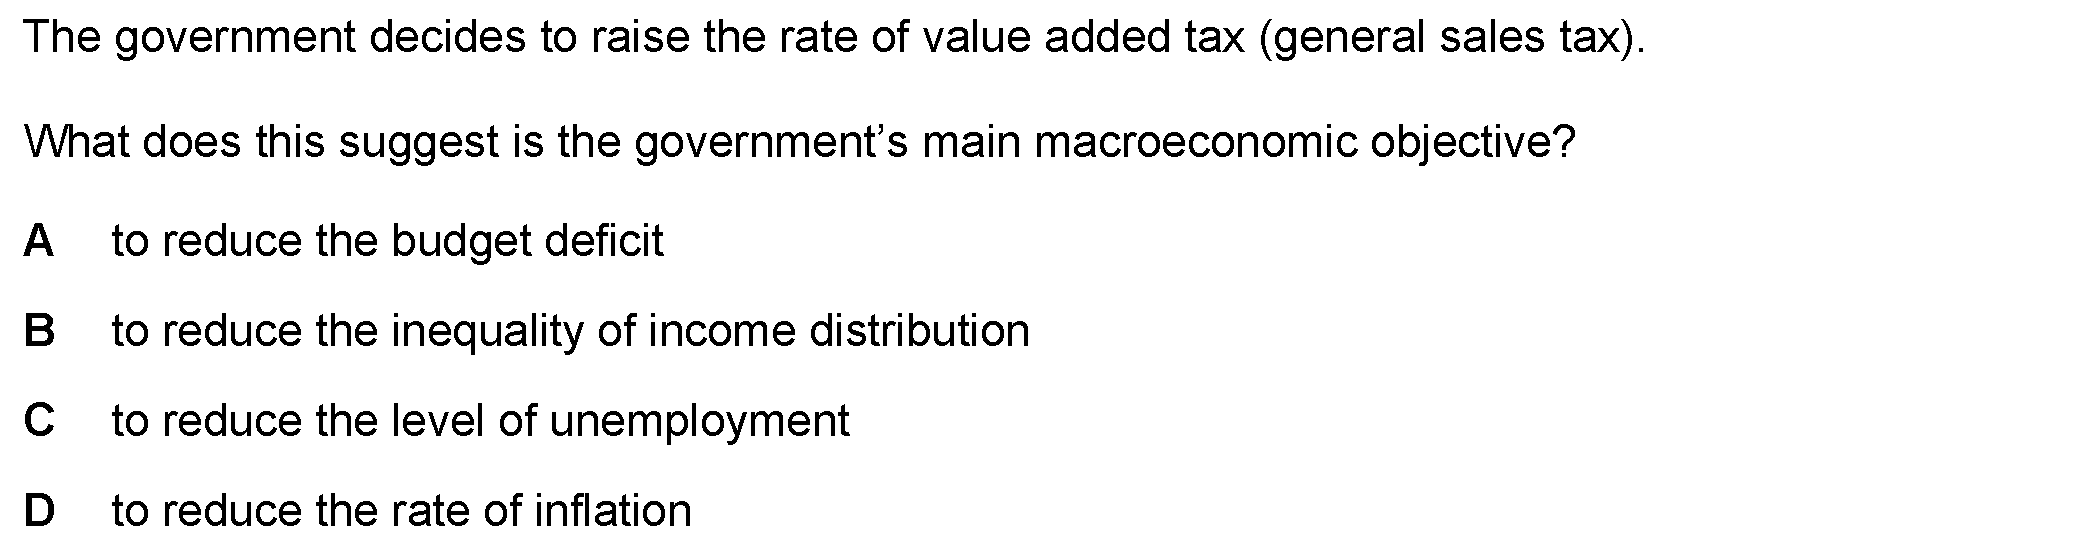 The government decides to raise the rate of value added tax (general sales tax).
What does this suggest is the government’s main macroeconomic objective?
A to reduce the budget deficit
B to reduce the inequality of income distribution
C to reduce the level of unemployment
D to reduce the rate of inflation